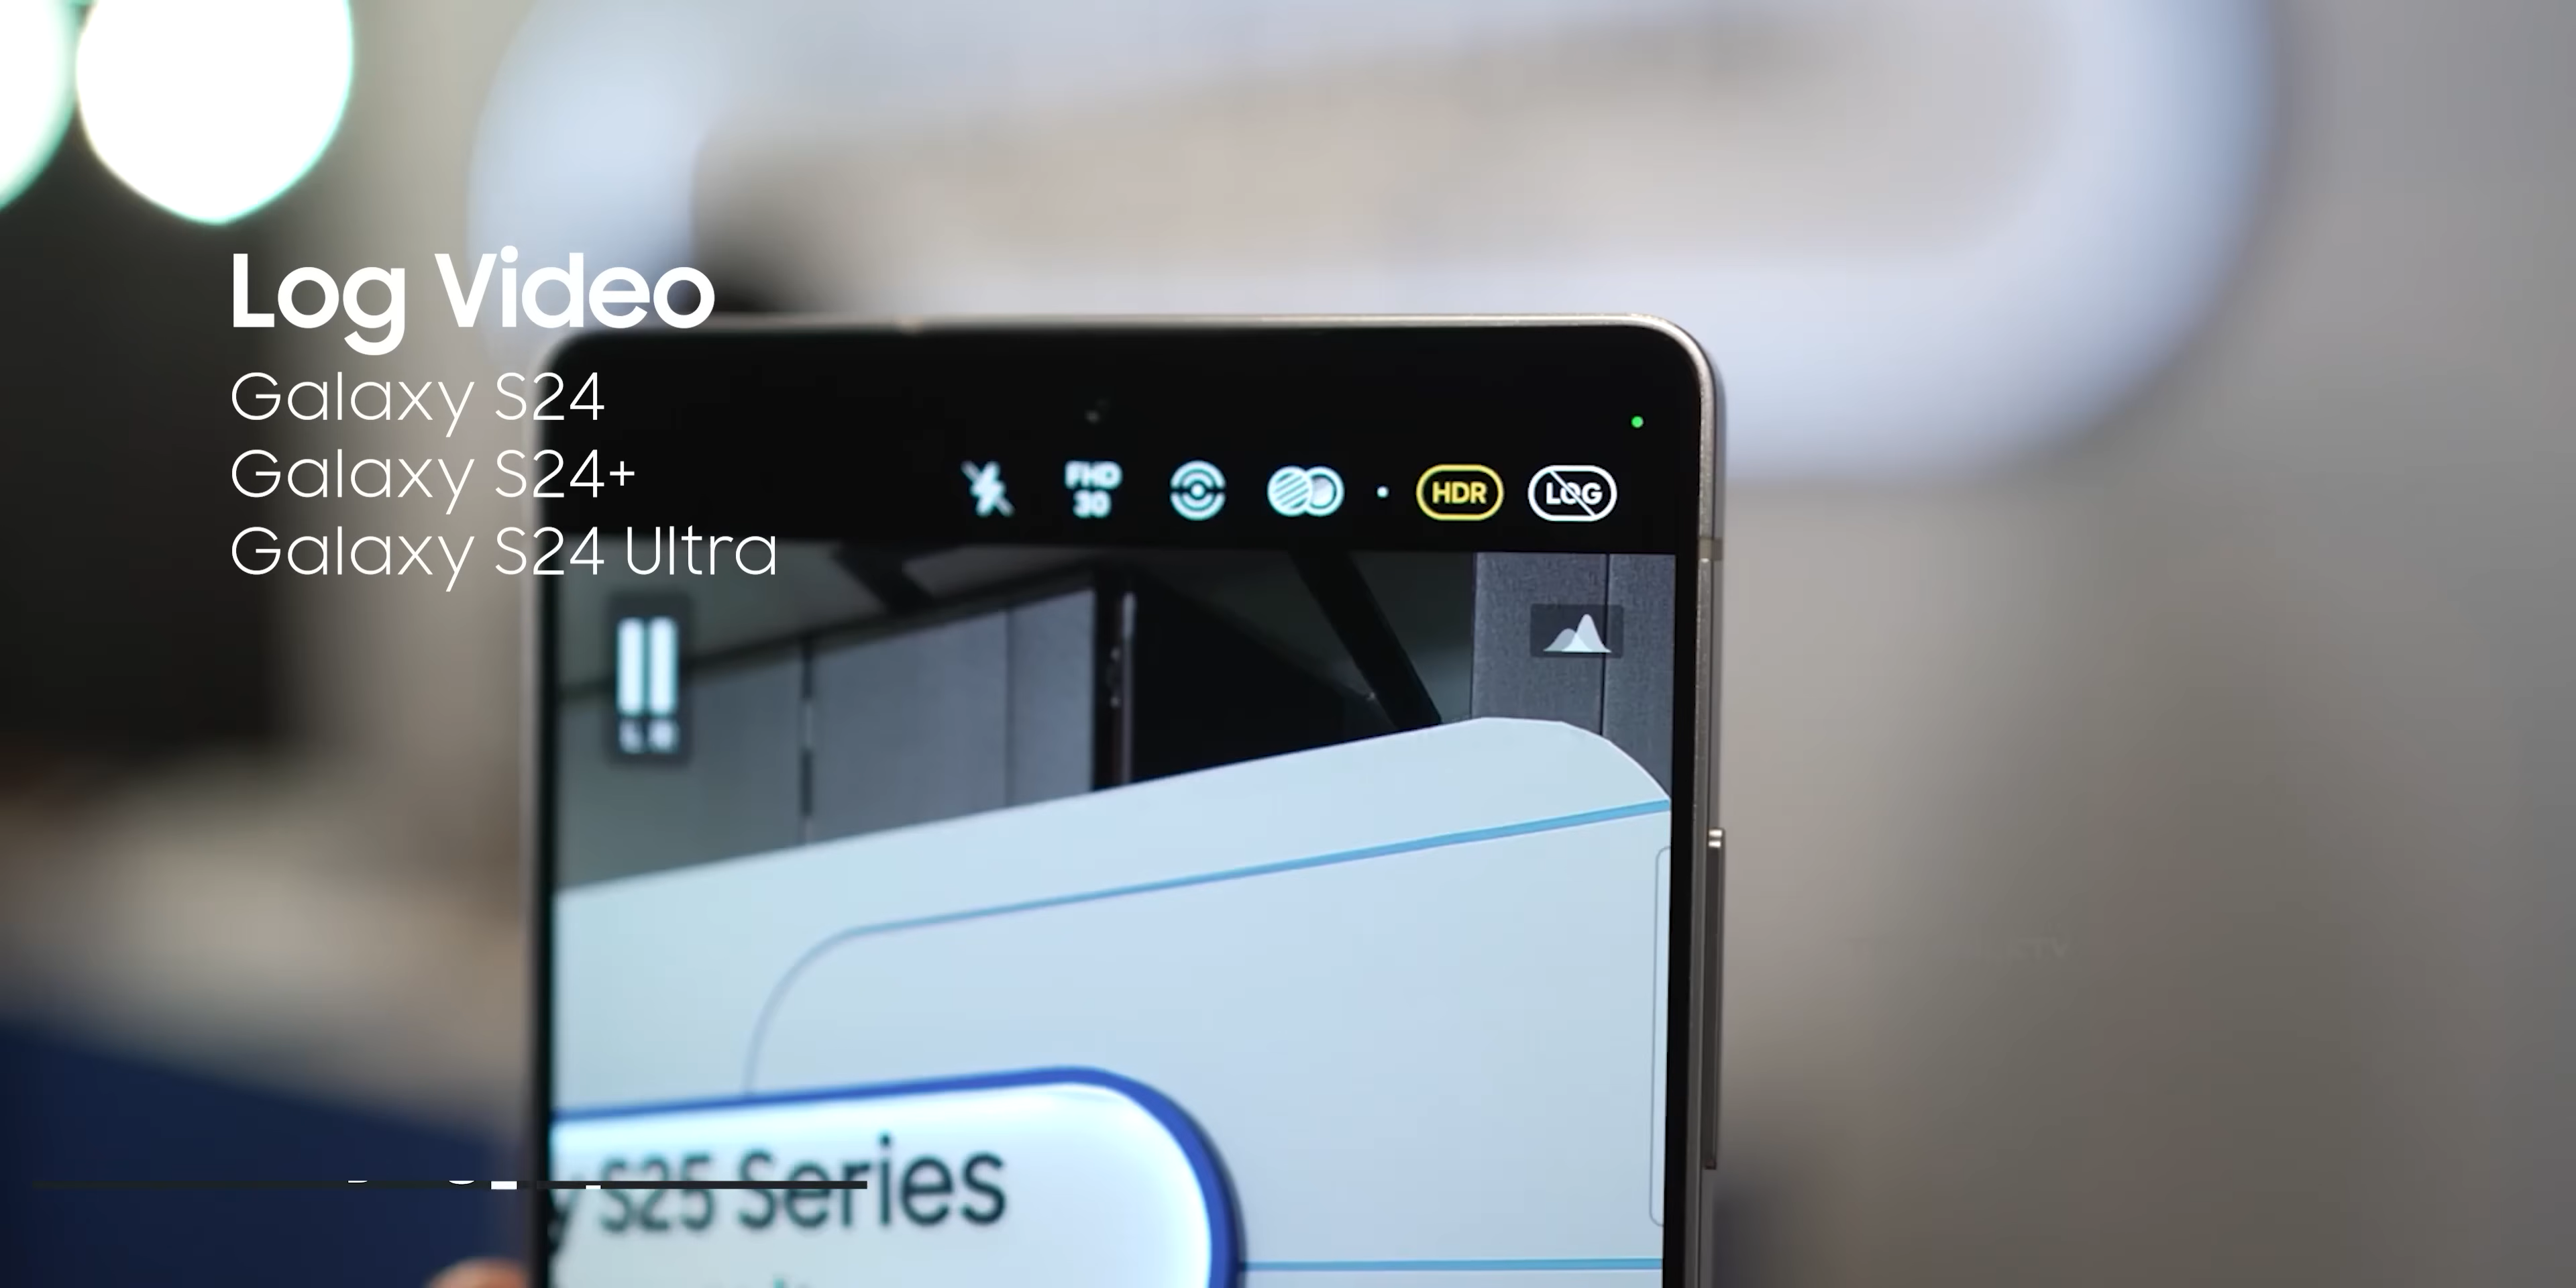 Log Video
Galaxy S24
Galaxy S24+
Galaxy S24 Ultra
FHD
30
HDR
LOG
L R
y S25 Series